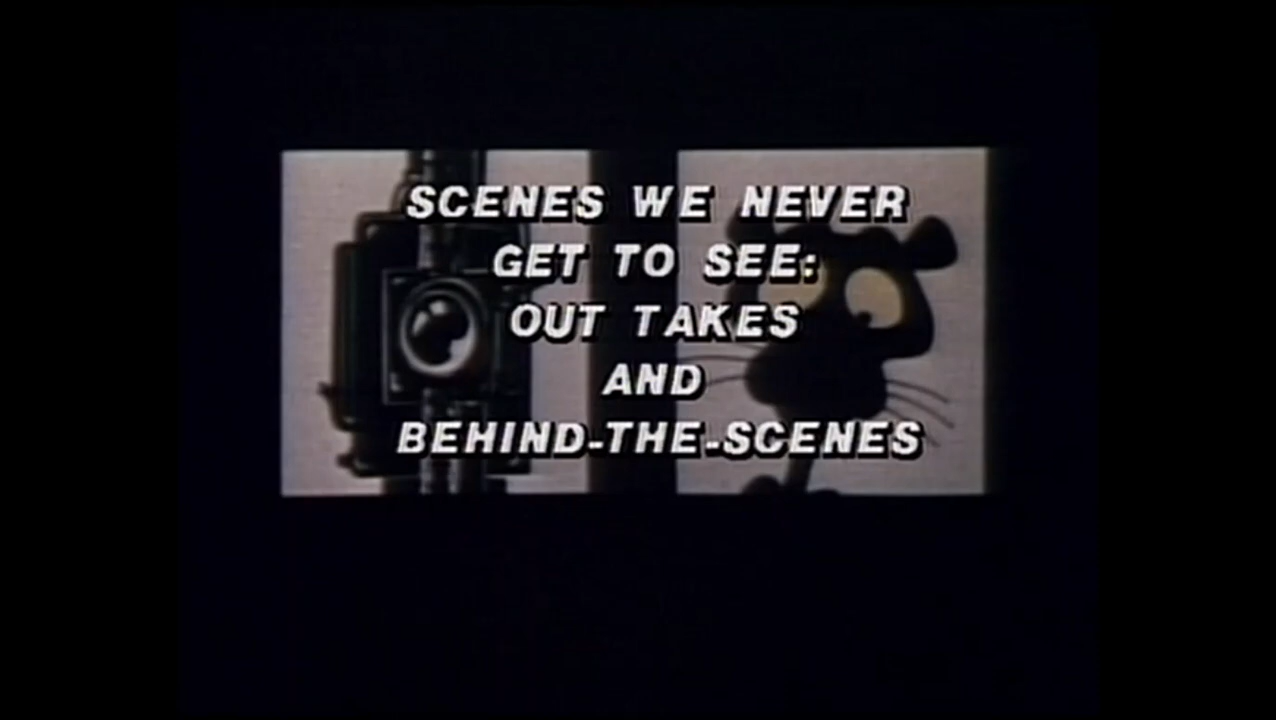 SCENES WE NEVER
GET TO SEE:
OUT TAKES
AND
BEHIND-THE-SCENES